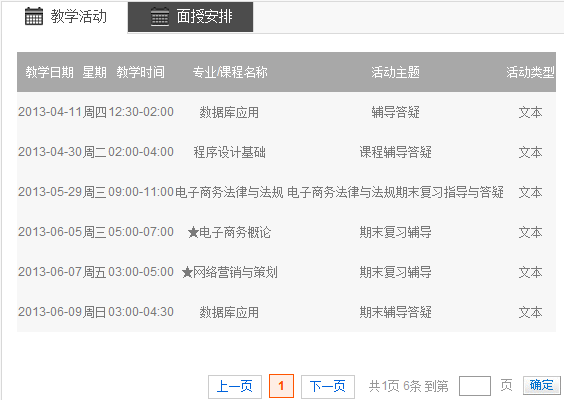 教学活动 面授安排
教学日期 星期 教学时间 专业/课程名称 活动主题 活动类型
2013-04-11 周四 12:30-02:00 数据库应用 辅导答疑 文本
2013-04-30 周二 02:00-04:00 程序设计基础 课程辅导答疑 文本
2013-05-29 周三 09:00-11:00 电子商务法律与法规 电子商务法律与法规期末复习指导与答疑 文本
2013-06-05 周三 05:00-07:00 ★电子商务概论 期末复习辅导 文本
2013-06-07 周五 03:00-05:00 ★网络营销与策划 期末复习辅导 文本
2013-06-09 周日 03:00-04:30 数据库应用 期末辅导答疑 文本
上一页 1 下一页 共1页 6条 到第 页 确定